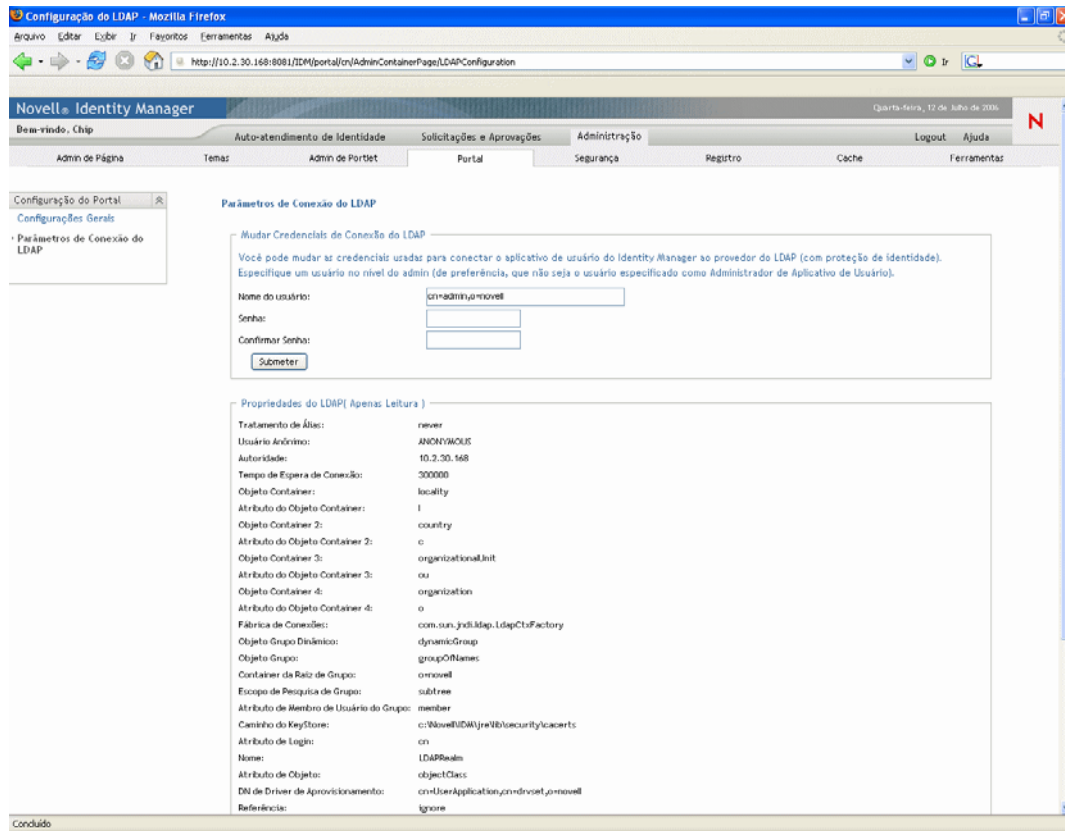 Configuração do LDAP - Mozilla Firefox
Arquivo Editar Exibir Ir Favoritos Ferramentas Ajuda
http://10.2.30.168:8081/IDM/portal/cn/AdminContainerPage/LDAPConfiguration
Ir
Novell® Identity Manager
Quarta-feira, 12 de Julho de 2006
N
Bem-vindo, Chip
Auto-atendimento de Identidade Solicitações e Aprovações Administração Logout Ajuda
Admin de Página Temas Admin de Portlet Portal Segurança Registro Cache Ferramentas
Configuração do Portal
Configurações Gerais
Parâmetros de Conexão do LDAP
Parâmetros de Conexão do LDAP
Mudar Credenciais de Conexão do LDAP
Você pode mudar as credenciais usadas para conectar o aplicativo de usuário do Identity Manager ao provedor do LDAP (com proteção de identidade).
Especifique um usuário no nível do admin (de preferência, que não seja o usuário especificado como Administrador de Aplicativo de Usuário).
Nome do usuário: cn=admin,o=novell
Senha:
Confirmar Senha:
Submeter
Propriedades do LDAP( Apenas Leitura )
Tratamento de Álias: never
Usuário Anônimo: ANONYMOUS
Autoridade: 10.2.30.168
Tempo de Espera de Conexão: 300000
Objeto Container: locality
Atributo do Objeto Container: l
Objeto Container 2: country
Atributo do Objeto Container 2: c
Objeto Container 3: organizationalUnit
Atributo do Objeto Container 3: ou
Objeto Container 4: organization
Atributo do Objeto Container 4: o
Fábrica de Conexões: com.sun.jndi.ldap.LdapCtxFactory
Objeto Grupo Dinâmico: dynamicGroup
Objeto Grupo: groupOfNames
Container da Raiz de Grupo: o=novell
Escopo de Pesquisa de Grupo: subtree
Atributo de Membro de Usuário do Grupo: member
Caminho do KeyStore: c:\Novell\IDM\jre\lib\security\cacerts
Atributo de Login: cn
Nome: LDAPRealm
Atributo de Objeto: objectClass
DN de Driver de Aprovisionamento: cn=UserApplication,cn=drvset,o=novell
Referência: ignore
Concluído